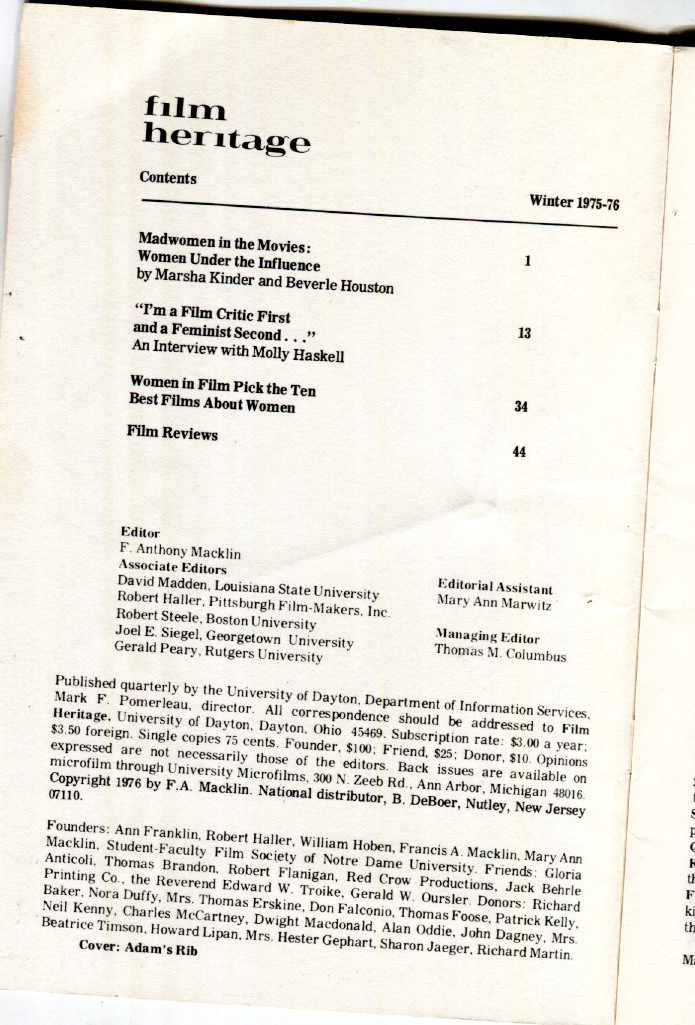 film
heritage
Contents
Winter 1975-76
Madwomen in the Movies:
Women Under the Influence 1
by Marsha Kinder and Beverle Houston
“I’m a Film Critic First
and a Feminist Second . . .” 13
An Interview with Molly Haskell
Women in Film Pick the Ten
Best Films About Women 34
Film Reviews 44
Editor
F. Anthony Macklin
Associate Editors
David Madden, Louisiana State University
Robert Haller, Pittsburgh Film-Makers, Inc.
Robert Steele, Boston University
Joel E. Siegel, Georgetown University
Gerald Peary, Rutgers University
Editorial Assistant
Mary Ann Marwitz
Managing Editor
Thomas M. Columbus
Published quarterly by the University of Dayton, Department of Information Services,
Mark F. Pomerleau, director. All correspondence should be addressed to Film
Heritage, University of Dayton, Dayton, Ohio 45469. Subscription rate: $3.00 a year;
$3.50 foreign. Single copies 75 cents. Founder, $100; Friend, $25; Donor, $10. Opinions
expressed are not necessarily those of the editors. Back issues are available on
microfilm through University Microfilms, 300 N. Zeeb Rd., Ann Arbor, Michigan 48016.
Copyright 1976 by F.A. Macklin. National distributor, B. DeBoer, Nutley, New Jersey
07110.
Founders: Ann Franklin, Robert Haller, William Hoben, Francis A. Macklin, Mary Ann
Macklin, Student-Faculty Film Society of Notre Dame University. Friends: Gloria
Anticoli, Thomas Brandon, Robert Flanigan, Red Crow Productions, Jack Behrle
Printing Co., the Reverend Edward W. Troike, Gerald W. Oursler. Donors: Richard
Baker, Nora Duffy, Mrs. Thomas Erskine, Don Falconio, Thomas Foose, Patrick Kelly,
Neil Kenny, Charles McCartney, Dwight Macdonald, Alan Oddie, John Dagney, Mrs.
Beatrice Timson, Howard Lipan, Mrs. Hester Gephart, Sharon Jaeger, Richard Martin.
Cover: Adam's Rib